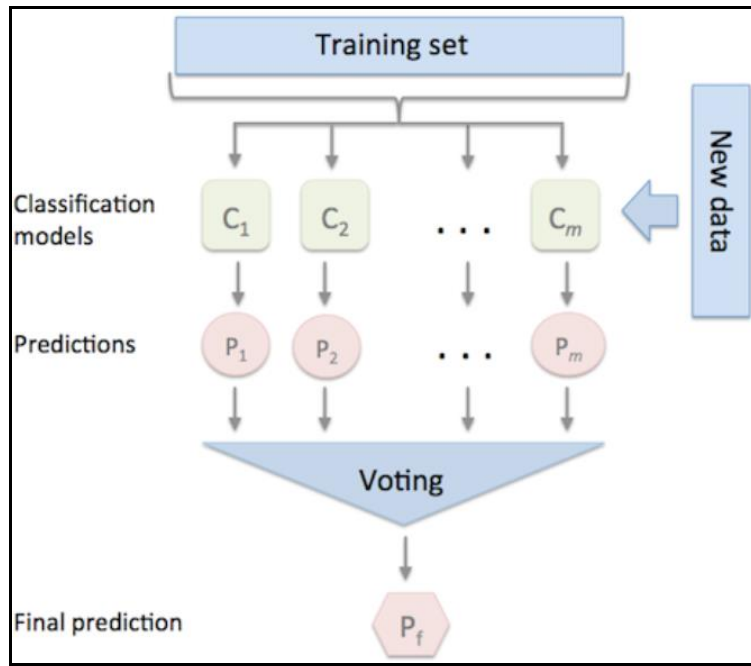 Training set
New data
Classification
models
C1 C2 ... Cm
Predictions
P1 P2 ... Pm
Voting
Final prediction
Pf